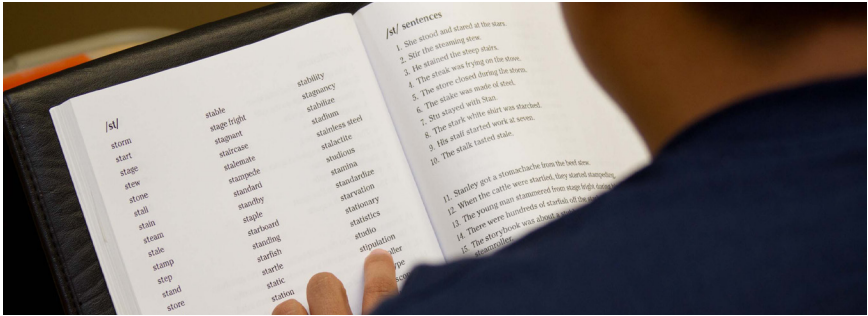 /st/
storm
start
stage
stew
stone
stall
stain
steam
stale
stamp
step
stand
store
stable
stage fright
stagnant
staircase
stalemate
stampede
standard
standby
staple
starboard
standing
starfish
startle
static
station
stability
stagnancy
stabilize
stadium
stainless steel
stalactite
studious
stamina
standardize
starvation
stationary
statistics
studio
stipulation
/st/ sentences
1. She stood and stared at the stars.
2. Stir the steaming stew.
3. He stained the steep stairs.
4. The steak was frying on the stove.
5. The store closed during the storm.
6. The stake was made of steel.
7. Stu stayed with Stan.
8. The stark white shirt was starched.
9. His staff started work at seven.
10. The stalk tasted stale.
11. Stanley got a stomachache from the beef stew.
12. When the cattle were startled, they started stampeding.
13. The young man stammered from stage fright during
14. There were hundreds of starfish off the
15. The storybook was about a
steamroller.